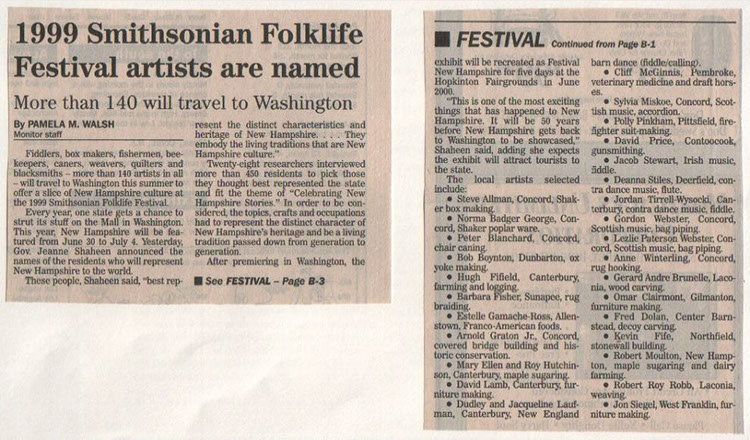 1999 Smithsonian Folklife
Festival artists are named
More than 140 will travel to Washington
By PAMELA M. WALSH
Monitor staff
Fiddlers, box makers, fishermen, bee-
keepers, caners, weavers, quilters and
blacksmiths – more than 140 artists in all
– will travel to Washington this summer to
offer a slice of New Hampshire culture at
the 1999 Smithsonian Folklife Festival.
Every year, one state gets a chance to
strut its stuff on the Mall in Washington.
This year, New Hampshire will be fea-
tured from June 30 to July 4. Yesterday,
Gov. Jeanne Shaheen announced the
names of the residents who will represent
New Hampshire to the world.
These people, Shaheen said, "best rep-
resent the distinct characteristics and
heritage of New Hampshire. . . . They
embody the living traditions that are New
Hampshire culture."
Twenty-eight researchers interviewed
more than 450 residents to pick those
they thought best represented the state
and fit the theme of "Celebrating New
Hampshire Stories." In order to be con-
sidered, the topics, crafts and occupations
had to represent the distinct character of
New Hampshire's heritage and be a living
tradition passed down from generation to
generation.
After premiering in Washington, the
■ See FESTIVAL – Page B-3
■ FESTIVAL Continued from Page B-1
exhibit will be recreated as Festival
New Hampshire for five days at the
Hopkinton Fairgrounds in June
2000.
"This is one of the most exciting
things that has happened to New
Hampshire. It will be 50 years
before New Hampshire gets back
to Washington to be showcased,"
Shaheen said, adding she expects
the exhibit will attract tourists to
the state.
The local artists selected
include:
● Steve Allman, Concord, Shak-
er box making.
● Norma Badger George, Con-
cord, Shaker poplar ware.
● Peter Blanchard, Concord,
chair caning.
● Bob Boynton, Dunbarton, ox
yoke making.
● Hugh Fifield, Canterbury,
farming and logging.
● Barbara Fisher, Sunapee, rug
braiding.
● Estelle Gamache-Ross, Allen-
stown, Franco-American foods.
● Arnold Graton Jr., Concord,
covered bridge building and his-
toric conservation.
● Mary Ellen and Roy Hutchin-
son, Canterbury, maple sugaring.
● David Lamb, Canterbury, fur-
niture making.
● Dudley and Jacqueline Lauf-
man, Canterbury, New England
barn dance (fiddle/calling).
● Cliff McGinnis, Pembroke,
veterinary medicine and draft hors-
es.
● Sylvia Miskoe, Concord, Scot-
tish music, accordion.
● Polly Pinkham, Pittsfield, fire-
fighter suit-making.
● David Price, Contoocook,
gunsmithing.
● Jacob Stewart, Irish music,
fiddle.
● Deanna Stiles, Deerfield, con-
tra dance music, flute.
● Jordan Tirrell-Wysocki, Can-
terbury, contra dance music, fiddle.
● Gordon Webster, Concord,
Scottish music, bag piping.
● Lezlie Paterson Webster, Con-
cord, Scottish music, bag piping.
● Anne Winterling, Concord,
rug hooking.
● Gerard Andre Brunelle, Laco-
nia, wood carving.
● Omar Clairmont, Gilmanton,
furniture making.
● Fred Dolan, Center Barn-
stead, decoy carving.
● Kevin Fife, Northfield,
stonewall building.
● Robert Moulton, New Hamp-
ton, maple sugaring and dairy
farming.
● Robert Roy Robb, Laconia,
weaving.
● Jon Siegel, West Franklin, fur-
niture making.